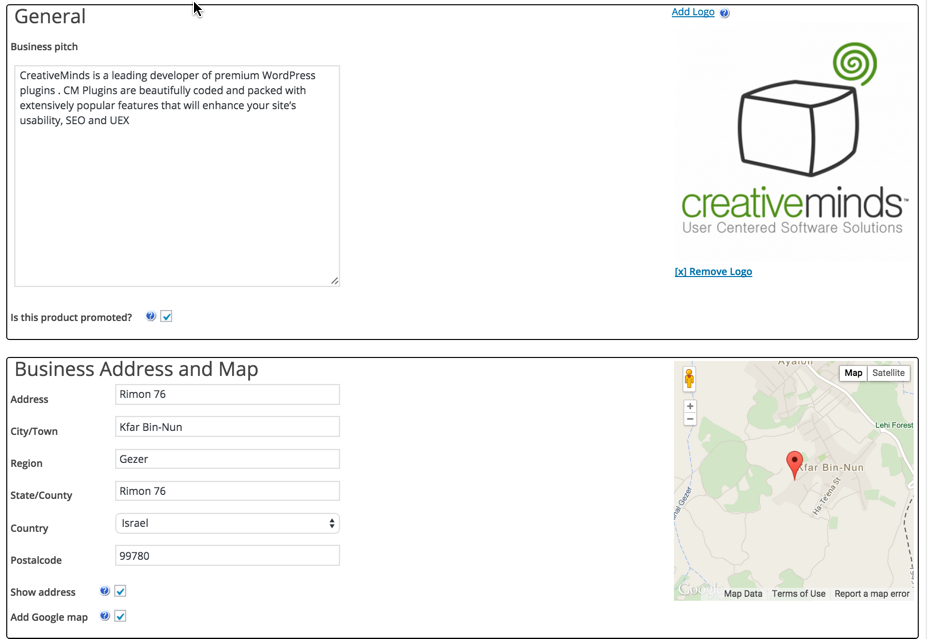 General
Add Logo
Business pitch
CreativeMinds is a leading developer of premium WordPress
plugins . CM Plugins are beautifully coded and packed with
extensively popular features that will enhance your site's
usability, SEO and UEX
creativeminds™
User Centered Software Solutions
[x] Remove Logo
Is this product promoted?
Business Address and Map
Address
Rimon 76
City/Town
Kfar Bin-Nun
Region
Gezer
State/County
Rimon 76
Country
Israel
Postalcode
99780
Show address
Add Google map
Ayalon
Map
Satellite
+
−
Lehi Forest
Kfar Bin-Nun
Ha-Te'ena St
Gezer
Google
Map Data
Terms of Use
Report a map error